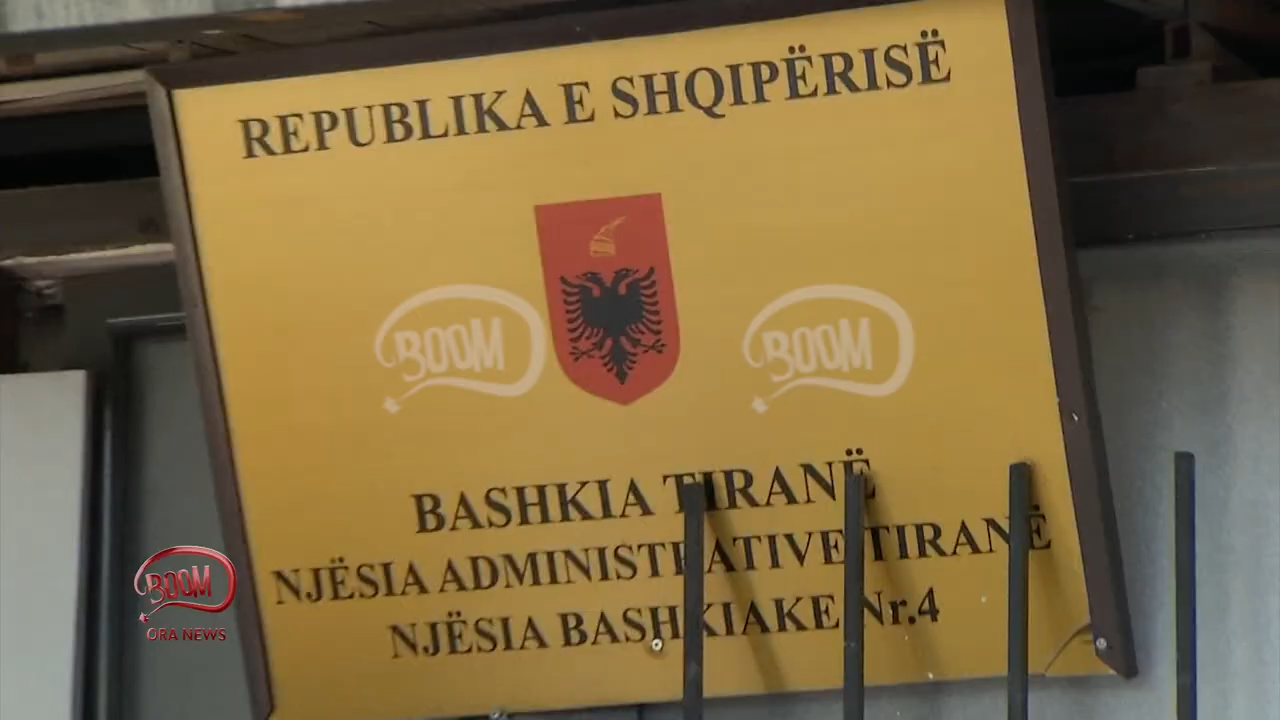 REPUBLIKA E SHQIPËRISË
BOOM
BOOM
BASHKIA TIRANË
NJËSIA ADMINISTRATIVE TIRANË
NJËSIA BASHKIAKE Nr.4
BOOM
ORA NEWS